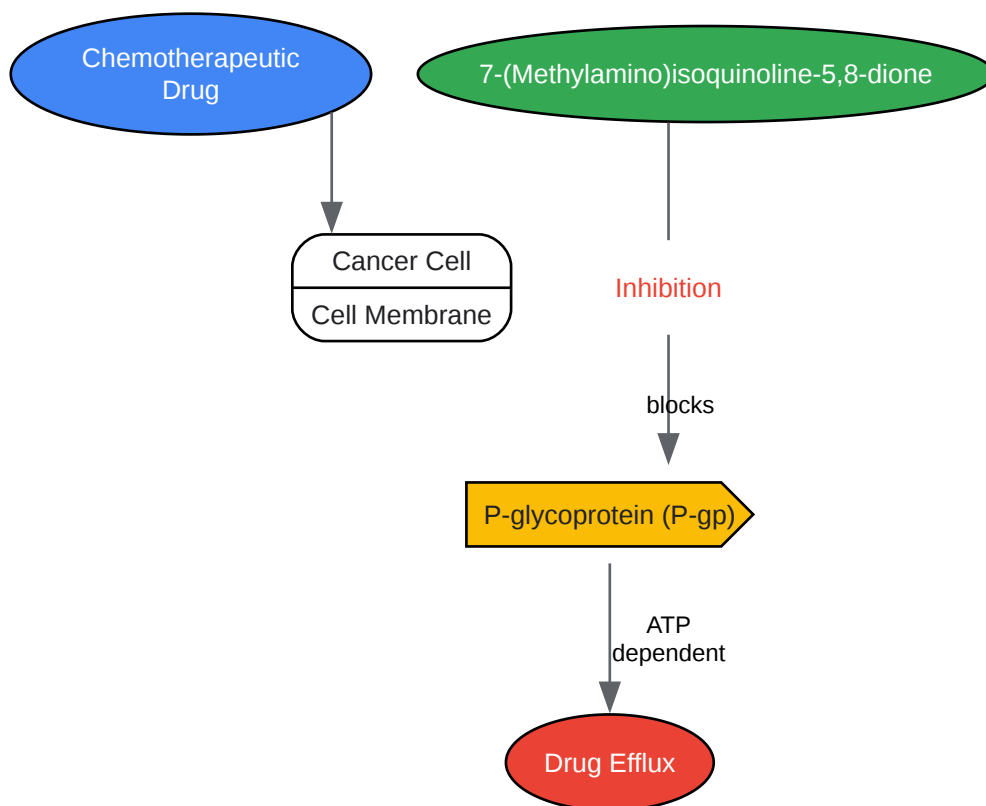 Chemotherapeutic
Drug
7-(Methylamino)isoquinoline-5,8-dione
Cancer Cell
Cell Membrane
Inhibition
blocks
P-glycoprotein (P-gp)
ATP
dependent
Drug Efflux